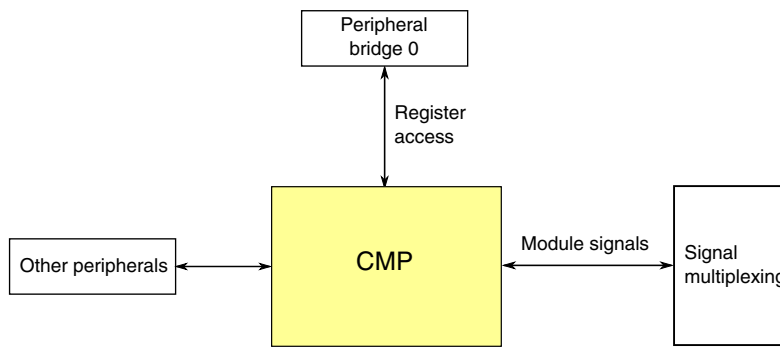 Peripheral
bridge 0
Register
access
Other peripherals
CMP
Module signals
Signal
multiplexing